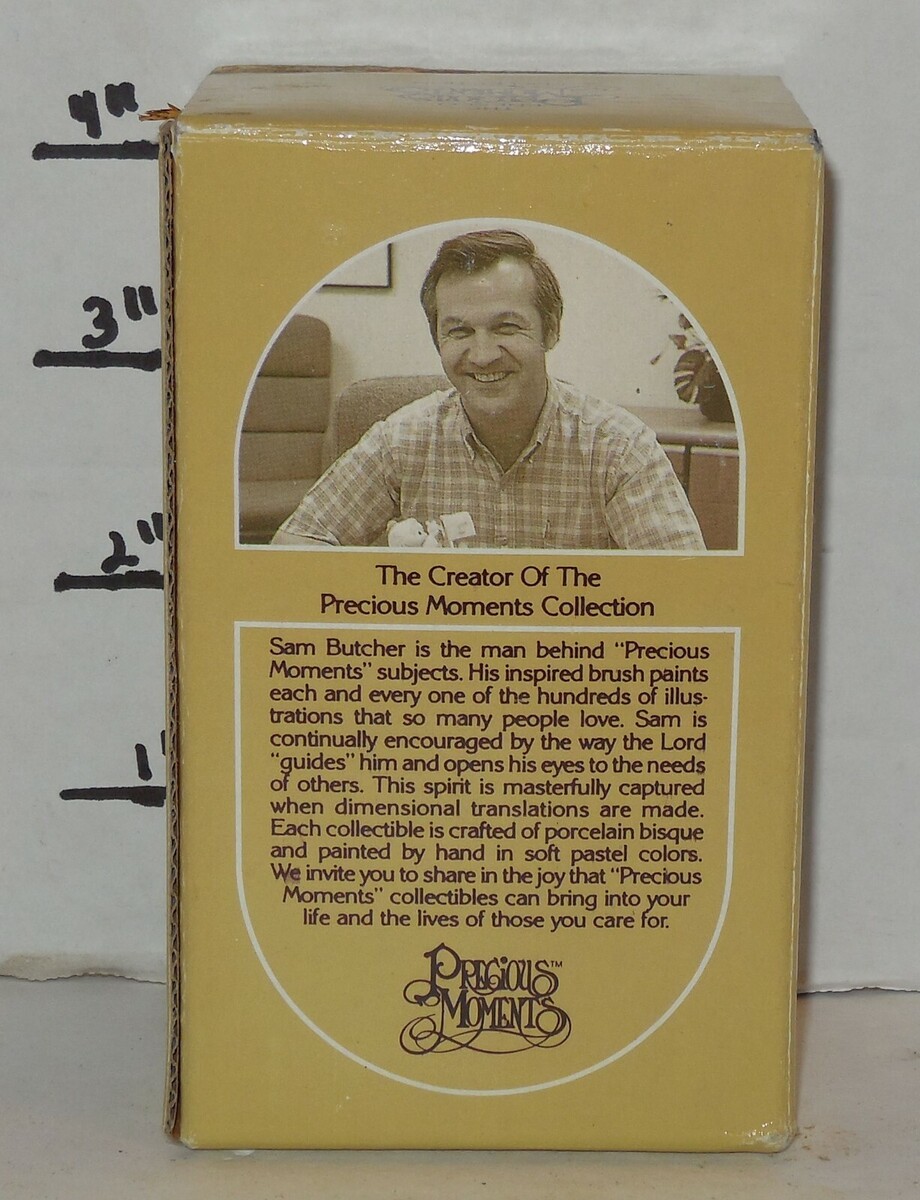 4"
3"
2"
1"
The Creator Of The
Precious Moments Collection
Sam Butcher is the man behind “Precious
Moments” subjects. His inspired brush paints
each and every one of the hundreds of illus-
trations that so many people love. Sam is
continually encouraged by the way the Lord
“guides” him and opens his eyes to the needs
of others. This spirit is masterfully captured
when dimensional translations are made.
Each collectible is crafted of porcelain bisque
and painted by hand in soft pastel colors.
We invite you to share in the joy that “Precious
Moments” collectibles can bring into your
life and the lives of those you care for.
PRECIOUS™
MOMENTS